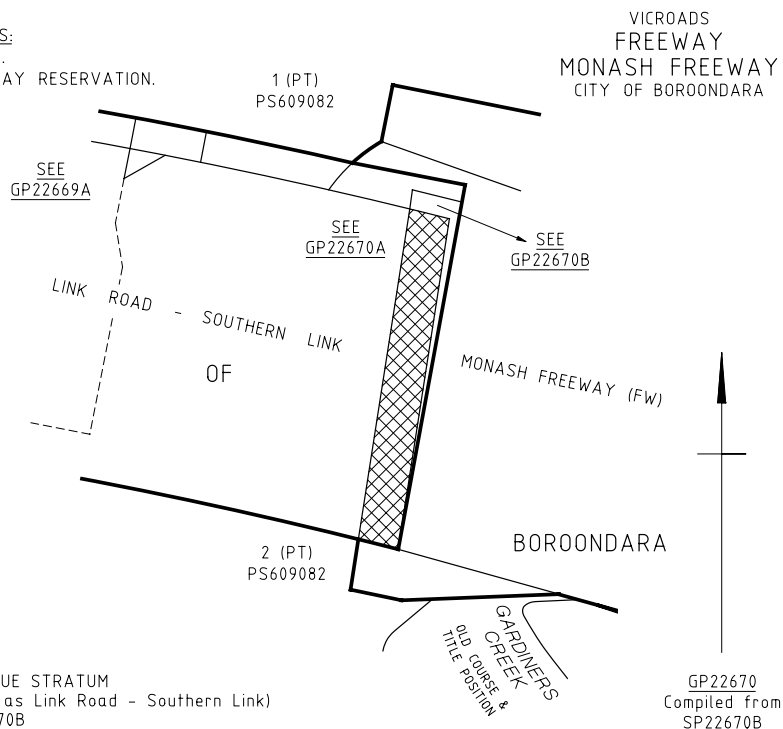 VICROADS
FREEWAY
MONASH FREEWAY
CITY OF BOROONDARA
S:
.
AY RESERVATION.
1 (PT)
PS609082
SEE
GP22669A
SEE
GP22670A
SEE
GP22670B
LINK ROAD - SOUTHERN LINK
OF
MONASH FREEWAY (FW)
BOROONDARA
2 (PT)
PS609082
GARDINERS
CREEK
OLD COURSE &
TITLE POSITION
UE STRATUM
as Link Road - Southern Link)
70B
GP22670
Compiled from
SP22670B